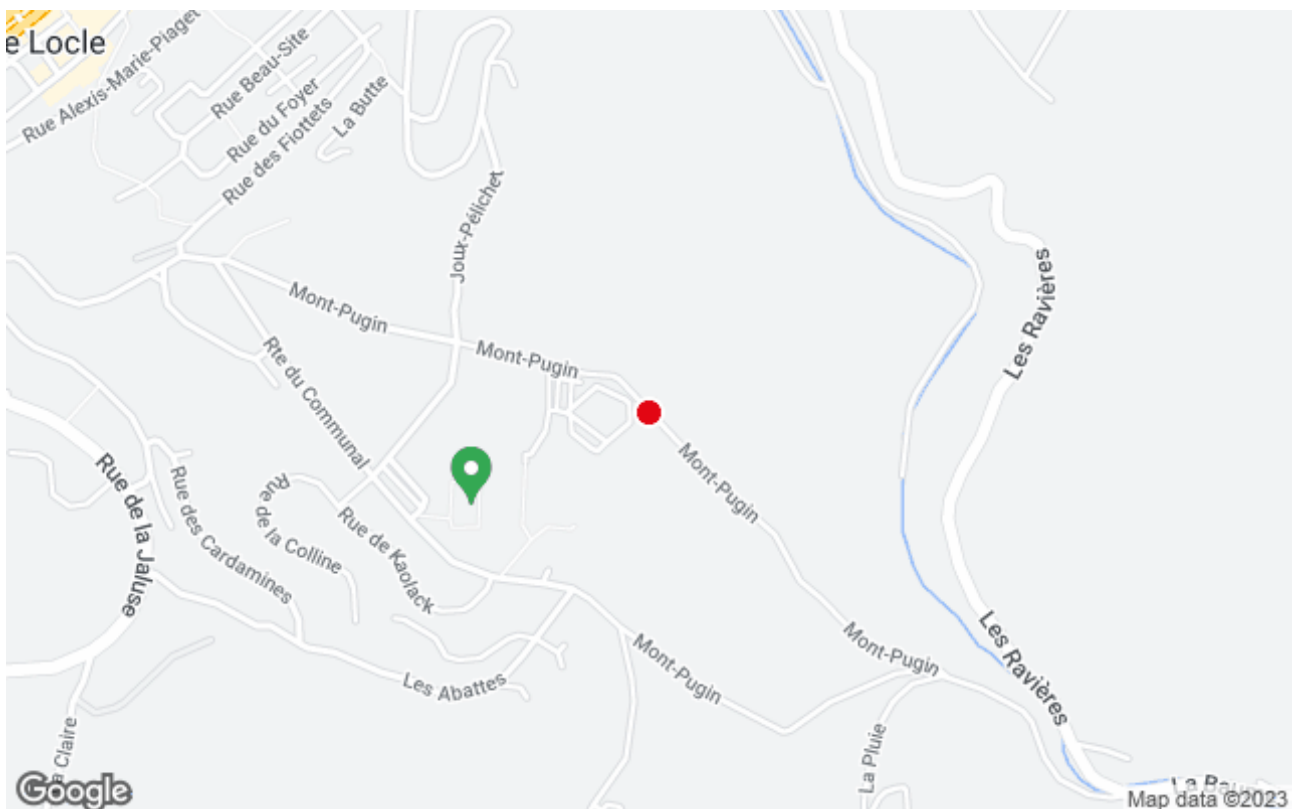 e Locle
Rue Alexis-Marie-Piaget
Rue Beau-Site
Rue du Foyer
Rue des Fiottets
La Butte
Joux-Pélichet
Mont-Pugin
Mont-Pugin
Les Ravières
Rte du Communal
Rue de la Jaluse
Rue des Cardamines
Rue
de la Colline
Rue de Kaolack
Mont-Pugin
Les Abattes
Mont-Pugin
Mont-Pugin
Les Ravières
La Pluie
Claire
Google
Map data ©2023